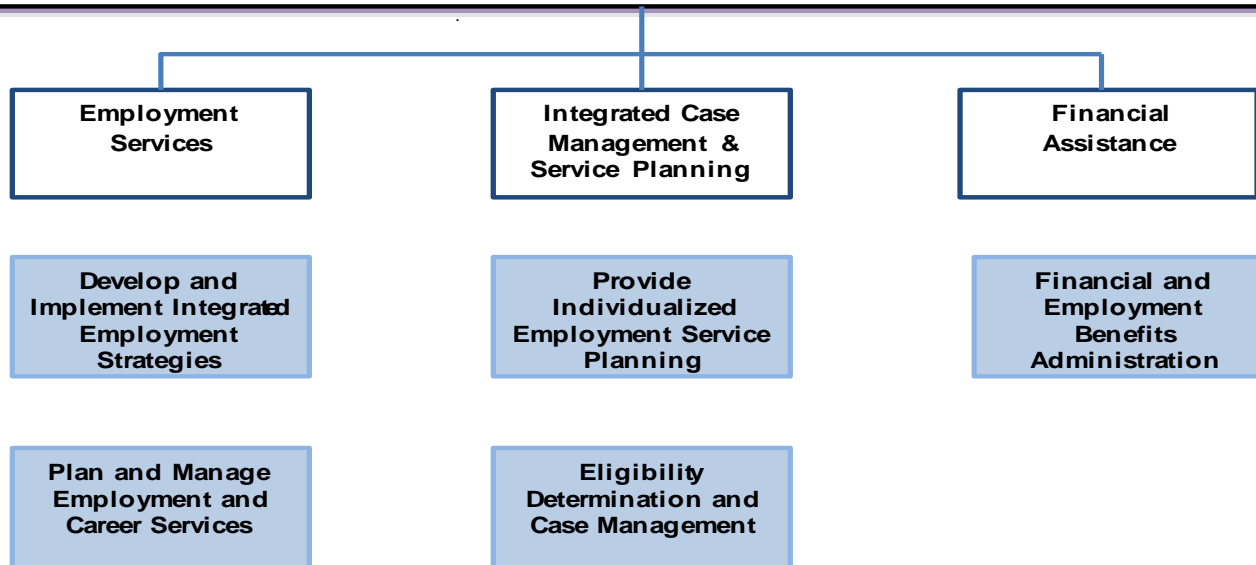 Employment
Services
Integrated Case
Management &
Service Planning
Financial
Assistance
Develop and
Implement Integrated
Employment
Strategies
Provide
Individualized
Employment Service
Planning
Financial and
Employment
Benefits
Administration
Plan and Manage
Employment and
Career Services
Eligibility
Determination and
Case Management